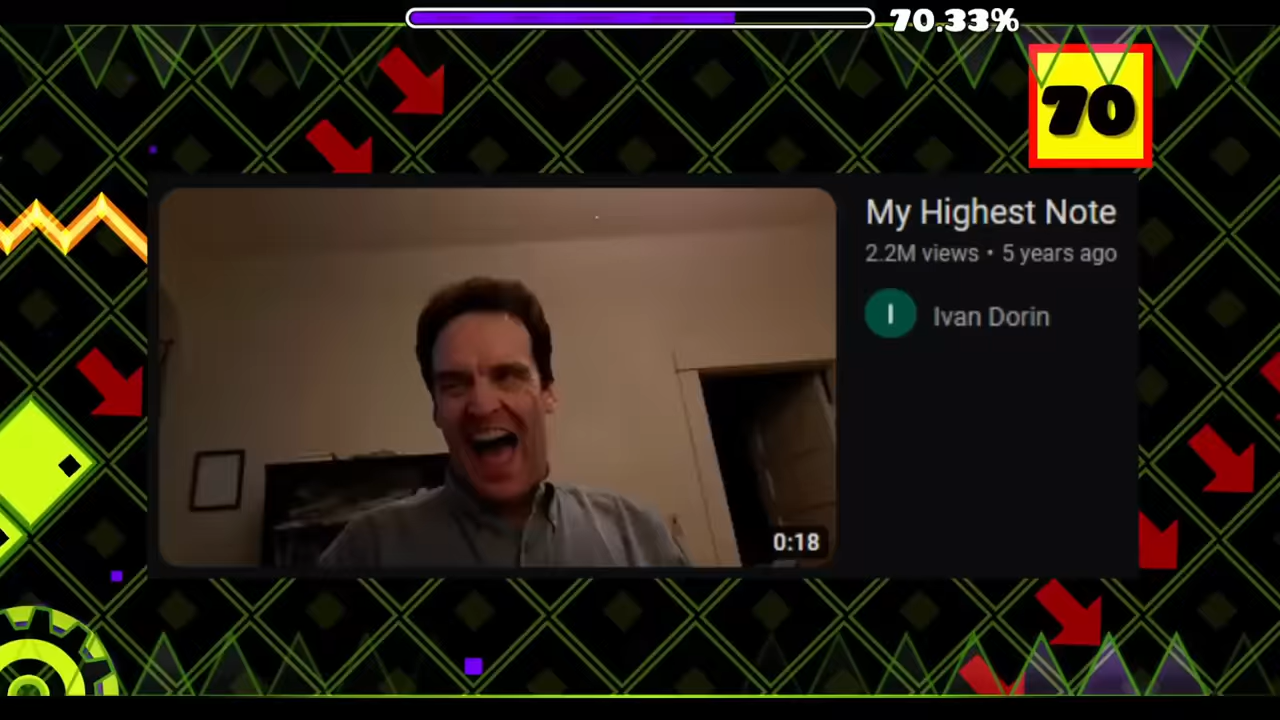 70.33%
70
My Highest Note
2.2M views • 5 years ago
I
Ivan Dorin
0:18